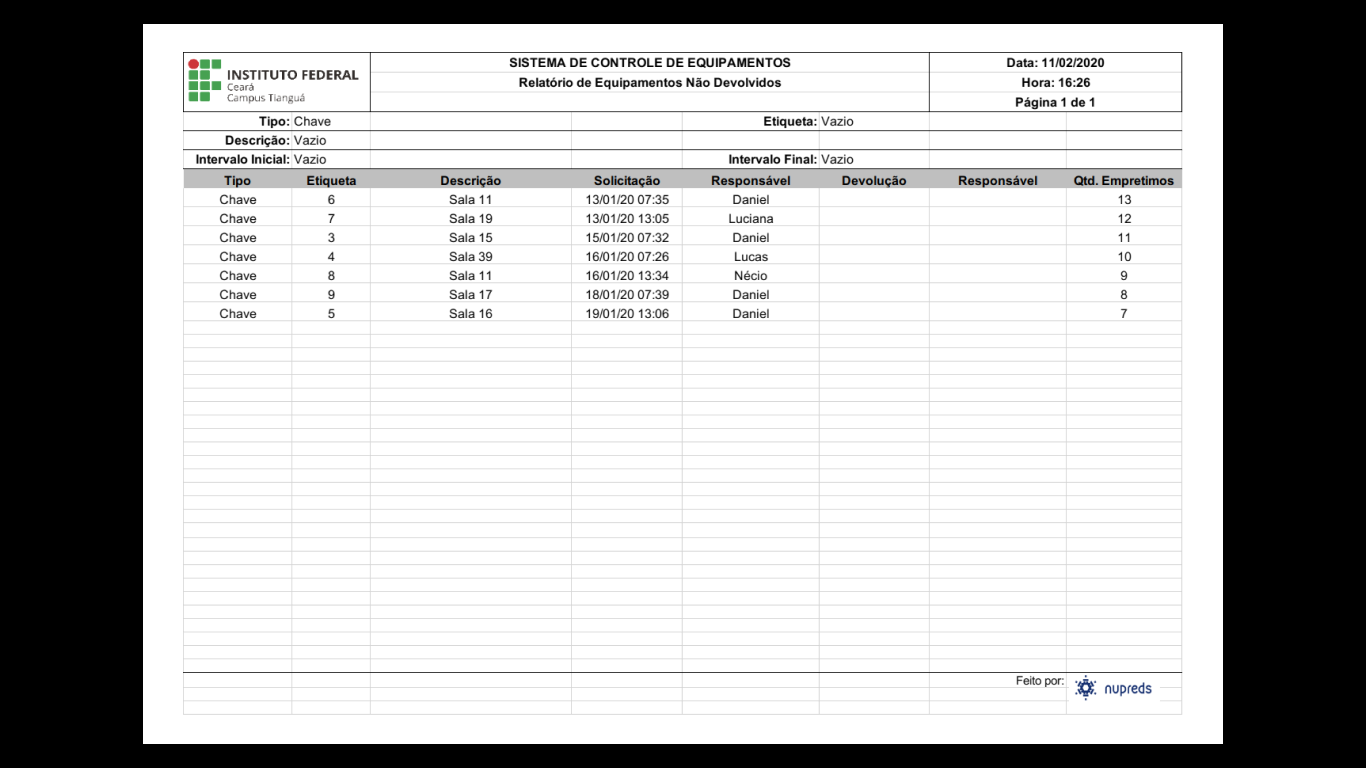 INSTITUTO FEDERAL
Ceará
Campus Tianguá
SISTEMA DE CONTROLE DE EQUIPAMENTOS
Relatório de Equipamentos Não Devolvidos
Data: 11/02/2020
Hora: 16:26
Página 1 de 1
Tipo: Chave Etiqueta: Vazio
Descrição: Vazio
Intervalo Inicial: Vazio Intervalo Final: Vazio
Tipo Etiqueta Descrição Solicitação Responsável Devolução Responsável Qtd. Empretimos
Chave 6 Sala 11 13/01/20 07:35 Daniel 13
Chave 7 Sala 19 13/01/20 13:05 Luciana 12
Chave 3 Sala 15 15/01/20 07:32 Daniel 11
Chave 4 Sala 39 16/01/20 07:26 Lucas 10
Chave 8 Sala 11 16/01/20 13:34 Nécio 9
Chave 9 Sala 17 18/01/20 07:39 Daniel 8
Chave 5 Sala 16 19/01/20 13:06 Daniel 7
Feito por: nupreds